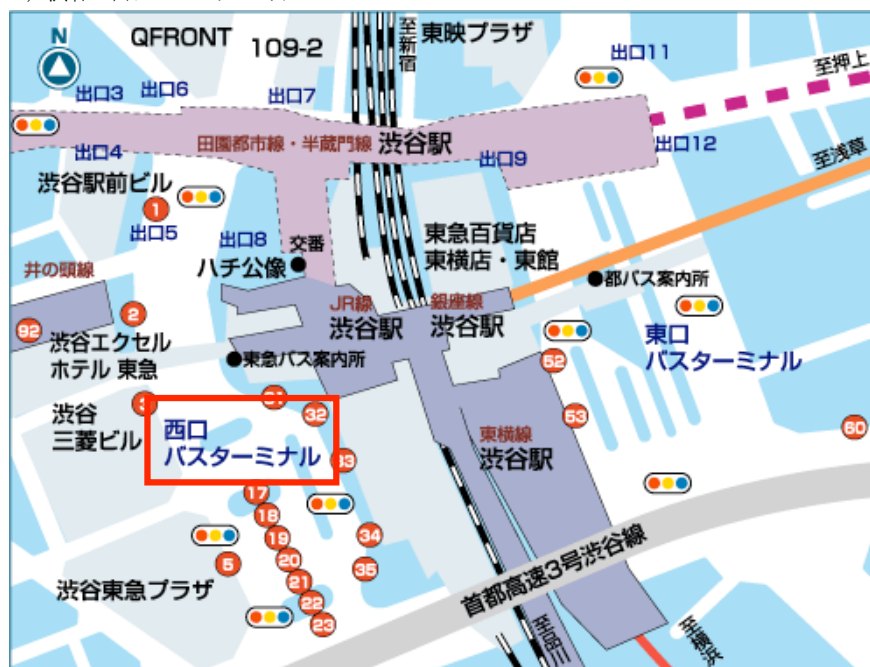 N
QFRONT
109-2
至新宿
東映プラザ
出口11
至押上
出口3
出口6
出口7
田園都市線・半蔵門線
渋谷駅
出口4
出口9
出口12
至浅草
渋谷駅前ビル
1
出口5
出口8
交番
ハチ公像
東急百貨店
東横店・東館
都バス案内所
井の頭線
92
2
JR線
渋谷駅
銀座線
渋谷駅
東口
バスターミナル
渋谷エクセル
ホテル 東急
東急バス案内所
52
渋谷
三菱ビル
3
31
32
西口
バスターミナル
33
53
60
東横線
渋谷駅
17
18
19
20
21
22
23
34
35
5
渋谷東急プラザ
首都高速3号渋谷線
至品川
至横浜